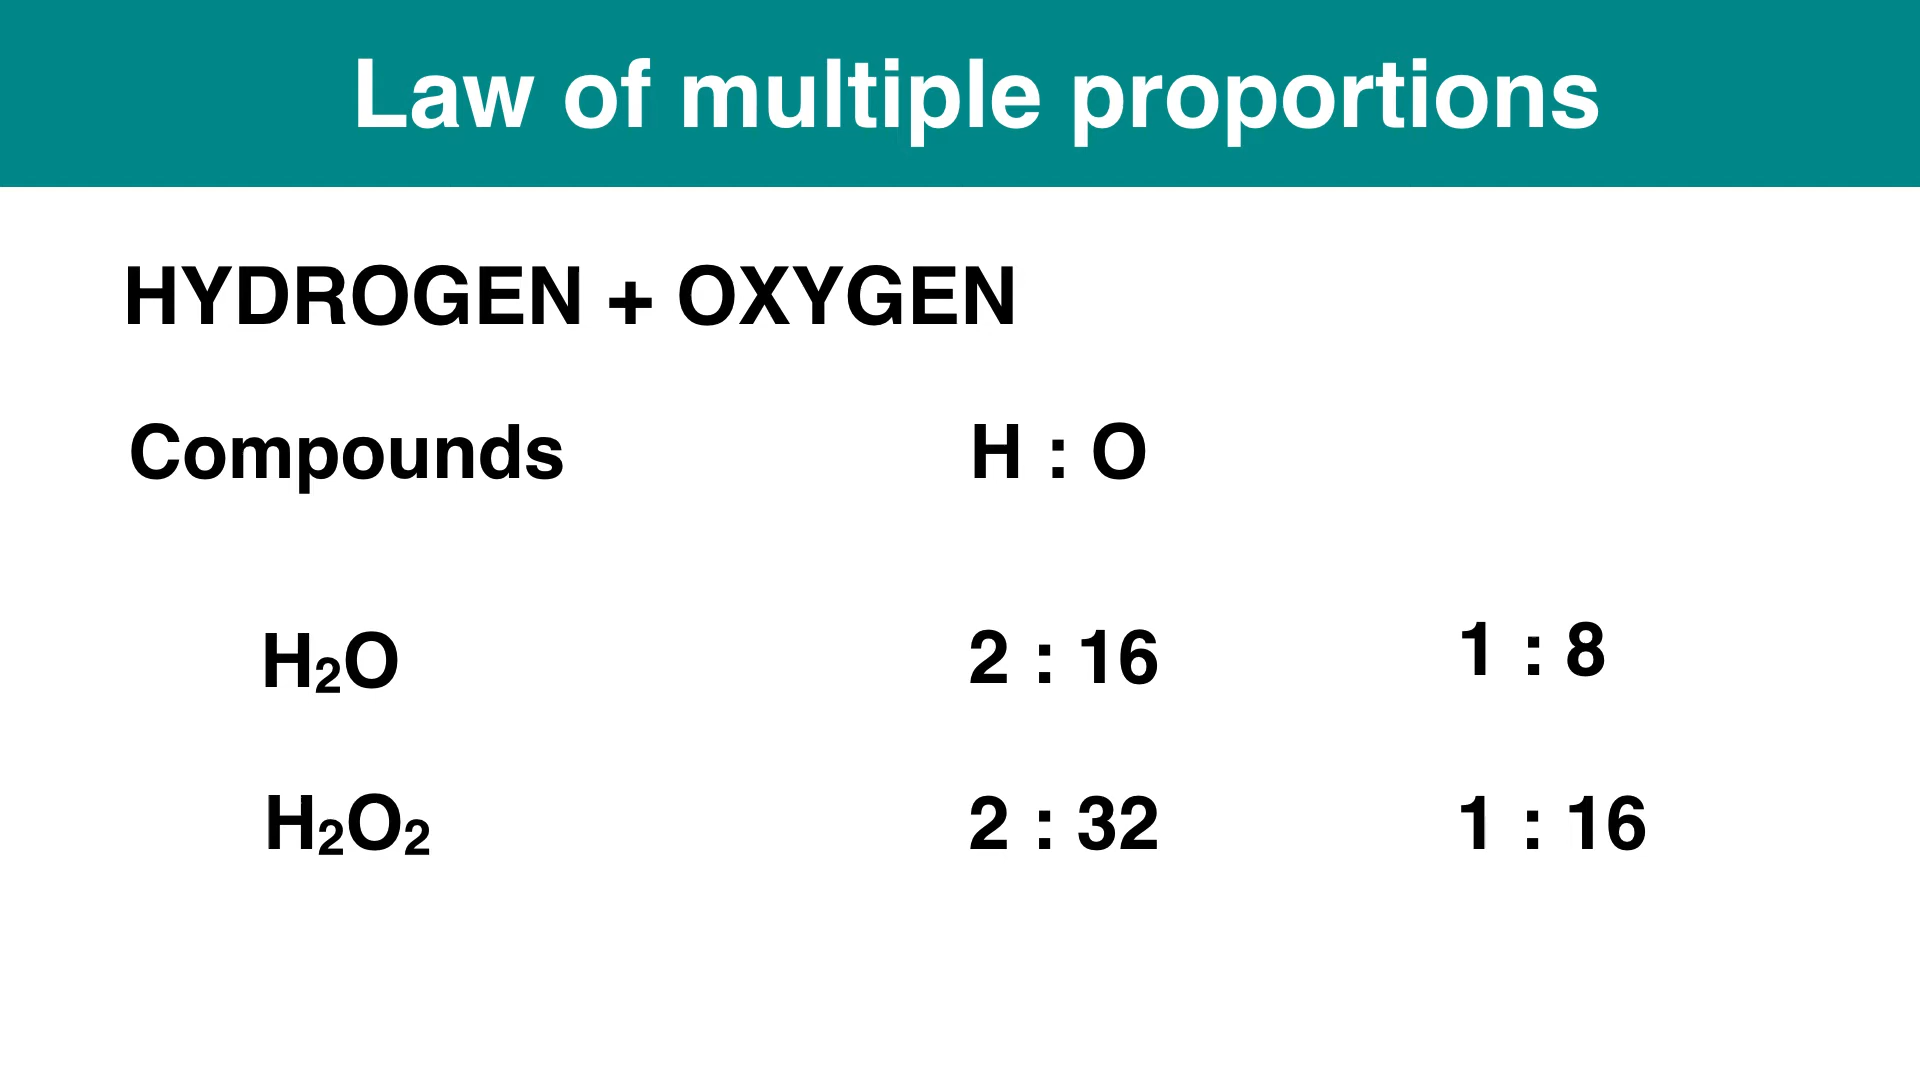 Law of multiple proportions
HYDROGEN + OXYGEN
Compounds H : O
H₂O 2 : 16 1 : 8
H₂O₂ 2 : 32 1 : 16